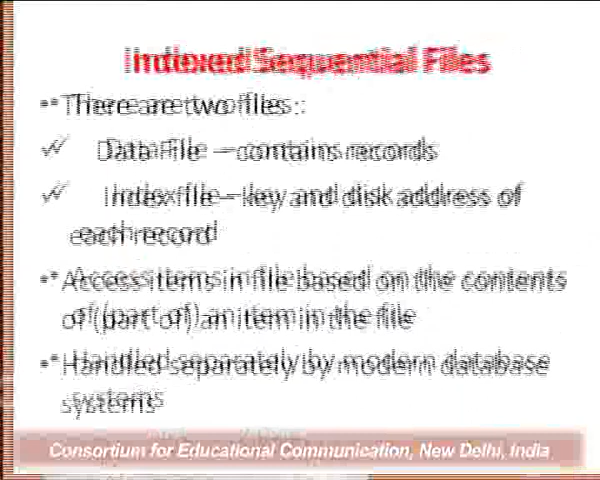 Indexed Sequential Files
• There are two files :
✓ Data File – contains records
✓ Index file – key and disk address of
each record
• Access items in file based on the contents
of (part of) an item in the file
• Handled separately by modern database
systems
Consortium for Educational Communication, New Delhi, India